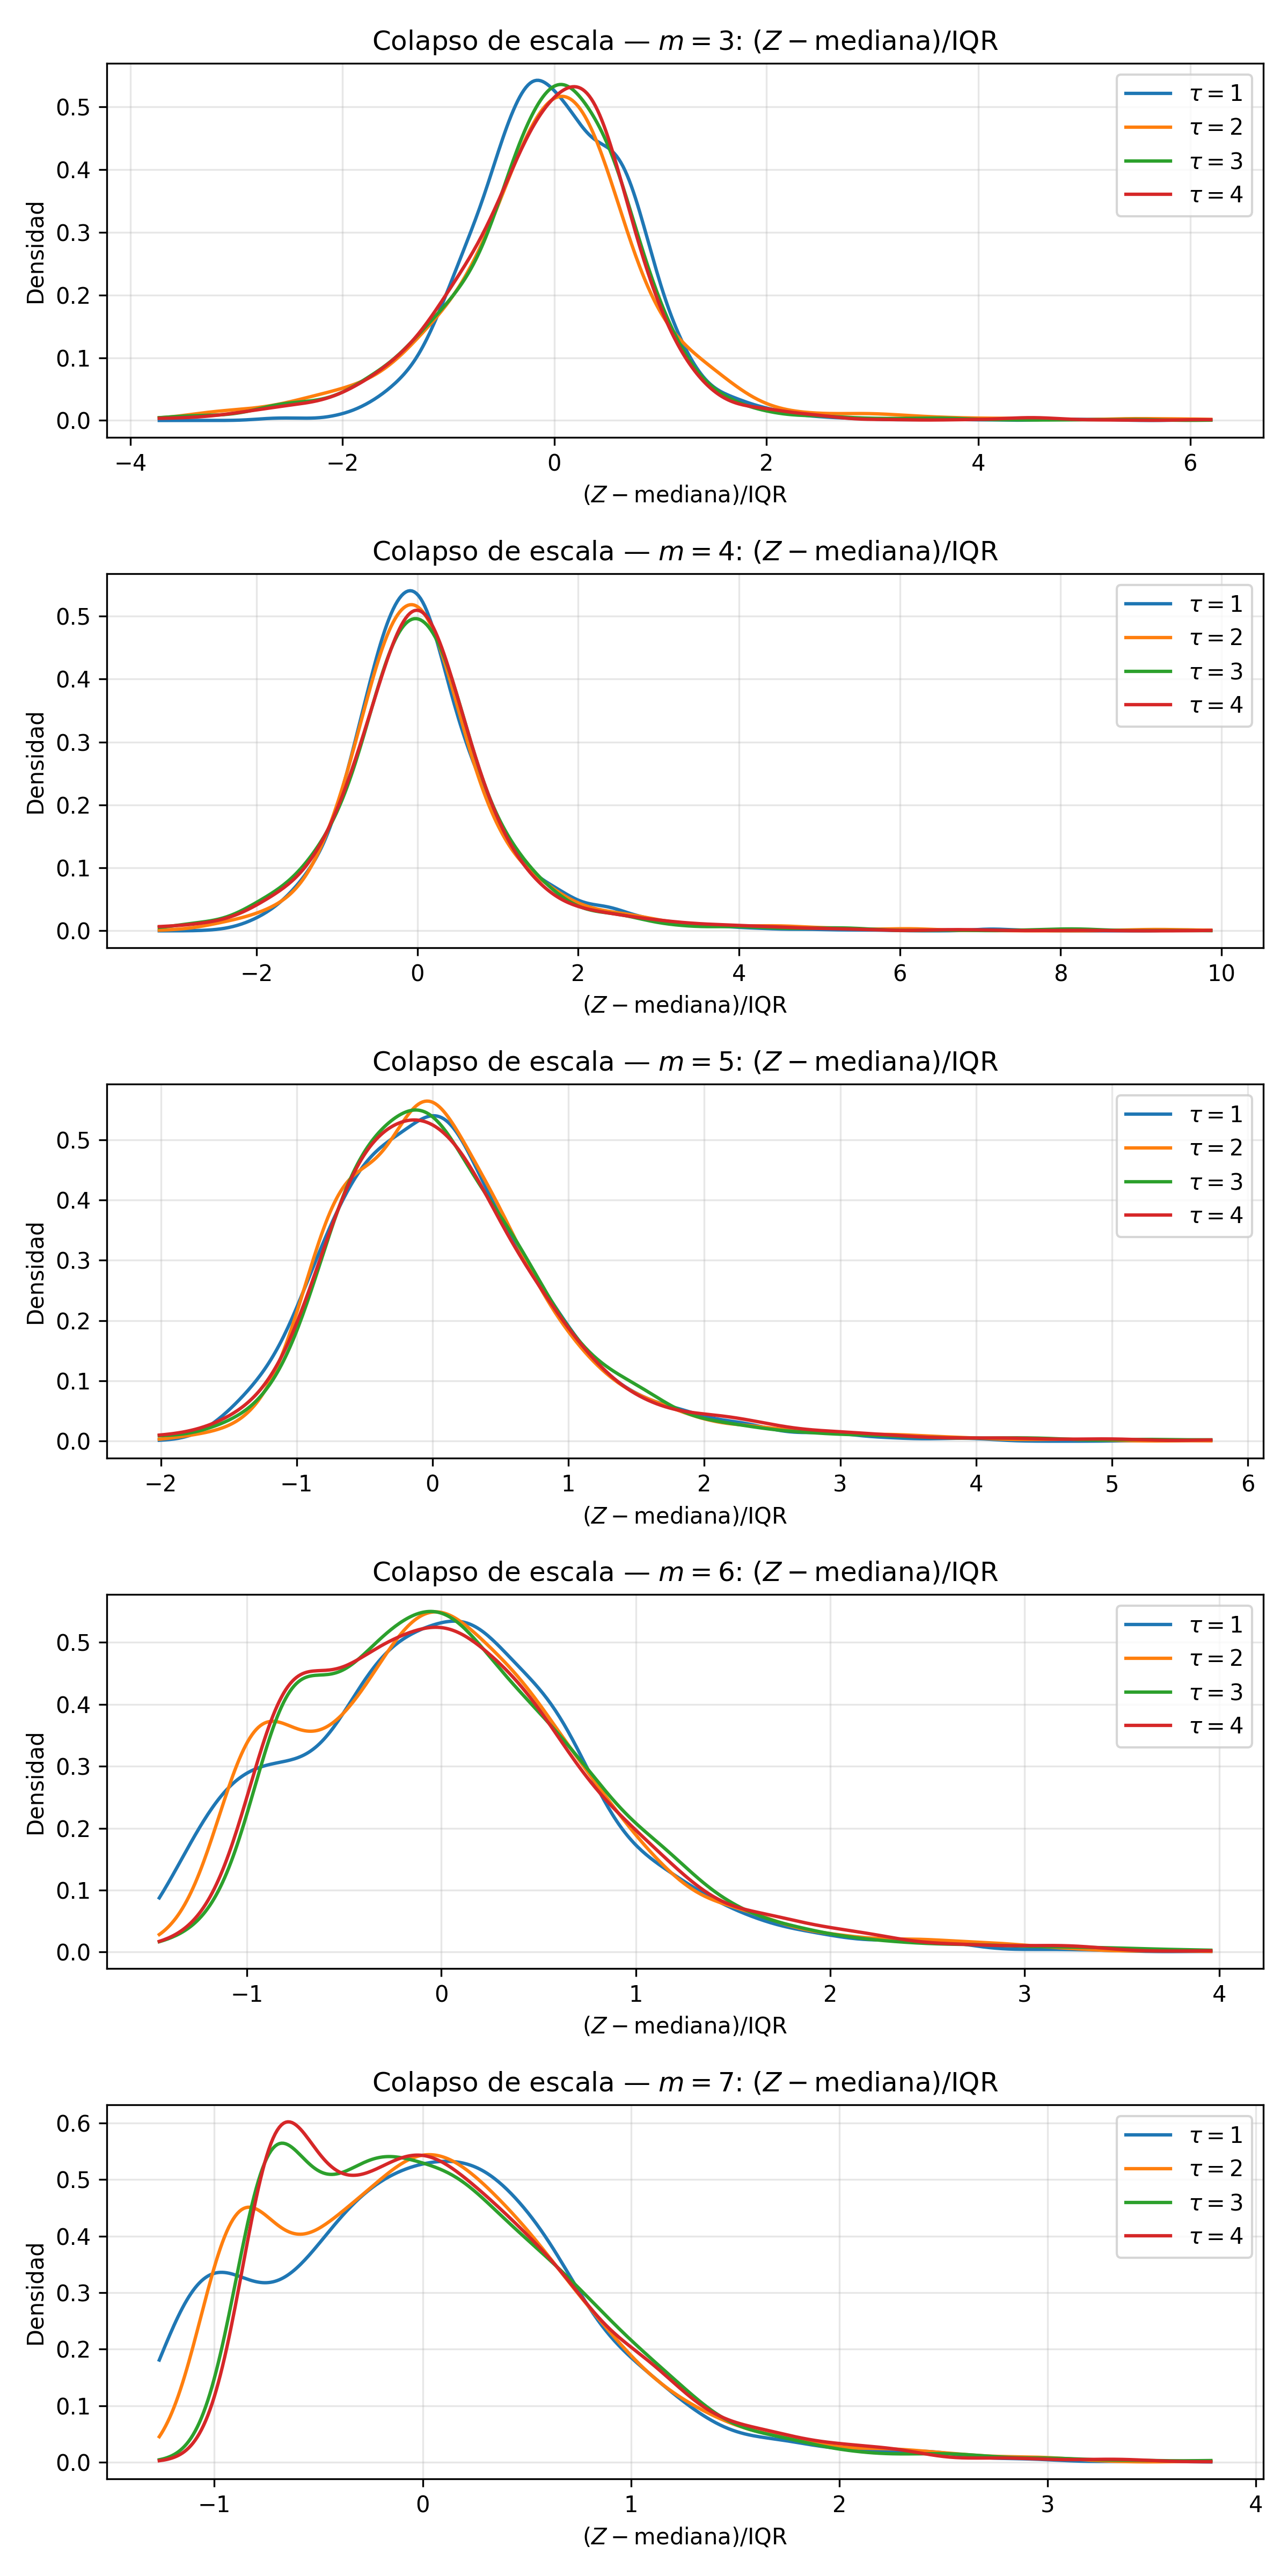 Colapso de escala — m = 3: (Z − mediana)/IQR
Densidad
0.5
0.4
0.3
0.2
0.1
0.0
τ = 1
τ = 2
τ = 3
τ = 4
−4 −2 0 2 4 6
(Z − mediana)/IQR
Colapso de escala — m = 4: (Z − mediana)/IQR
Densidad
0.5
0.4
0.3
0.2
0.1
0.0
τ = 1
τ = 2
τ = 3
τ = 4
−2 0 2 4 6 8 10
(Z − mediana)/IQR
Colapso de escala — m = 5: (Z − mediana)/IQR
Densidad
0.5
0.4
0.3
0.2
0.1
0.0
τ = 1
τ = 2
τ = 3
τ = 4
−2 −1 0 1 2 3 4 5 6
(Z − mediana)/IQR
Colapso de escala — m = 6: (Z − mediana)/IQR
Densidad
0.5
0.4
0.3
0.2
0.1
0.0
τ = 1
τ = 2
τ = 3
τ = 4
−1 0 1 2 3 4
(Z − mediana)/IQR
Colapso de escala — m = 7: (Z − mediana)/IQR
Densidad
0.6
0.5
0.4
0.3
0.2
0.1
0.0
τ = 1
τ = 2
τ = 3
τ = 4
−1 0 1 2 3 4
(Z − mediana)/IQR